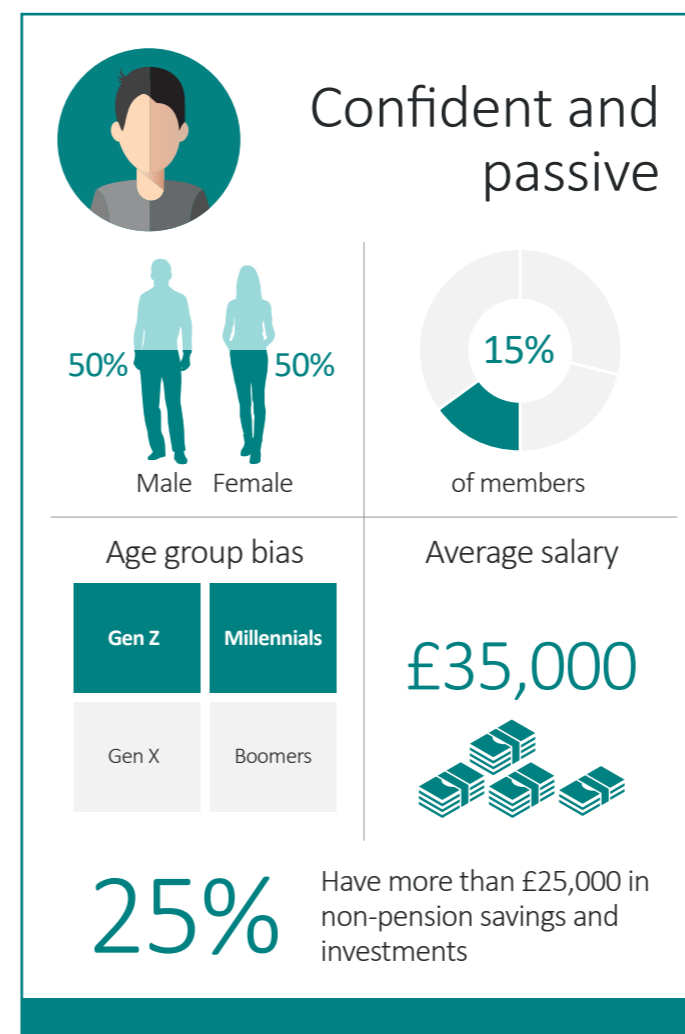 Confident and
passive
50%
50%
Male
Female
15%
of members
Age group bias
Gen Z
Millennials
Gen X
Boomers
Average salary
£35,000
25%
Have more than £25,000 in
non-pension savings and
investments